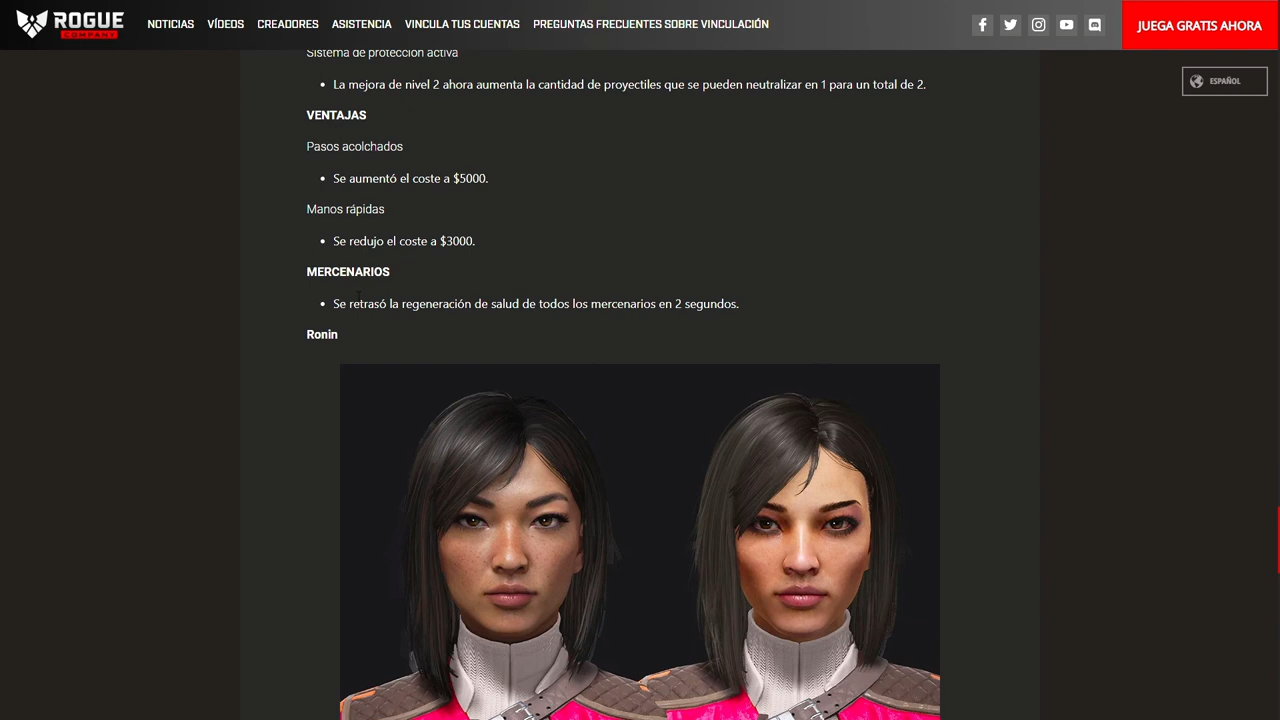 ROGUE
COMPANY
NOTICIAS VÍDEOS CREADORES ASISTENCIA VINCULA TUS CUENTAS PREGUNTAS FRECUENTES SOBRE VINCULACIÓN
JUEGA GRATIS AHORA
ESPAÑOL
Sistema de protección activa
• La mejora de nivel 2 ahora aumenta la cantidad de proyectiles que se pueden neutralizar en 1 para un total de 2.
VENTAJAS
Pasos acolchados
• Se aumentó el coste a $5000.
Manos rápidas
• Se redujo el coste a $3000.
MERCENARIOS
• Se retrasó la regeneración de salud de todos los mercenarios en 2 segundos.
Ronin